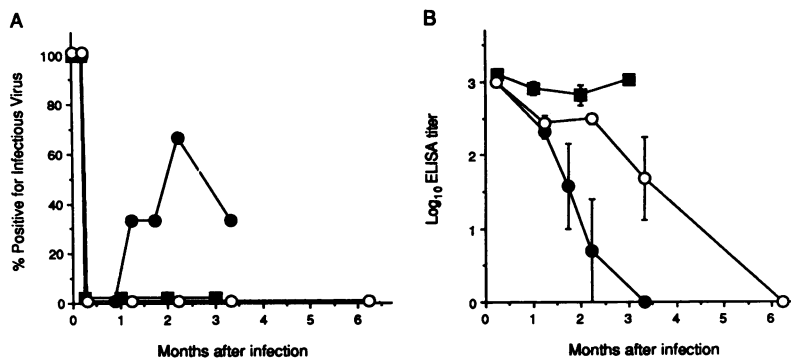 A
% Positive for Infectious Virus
100
80
60
40
20
0
0 1 2 3 4 5 6
Months after infection
B
Log10 ELISA titer
3
2
1
0
0 1 2 3 4 5 6
Months after infection